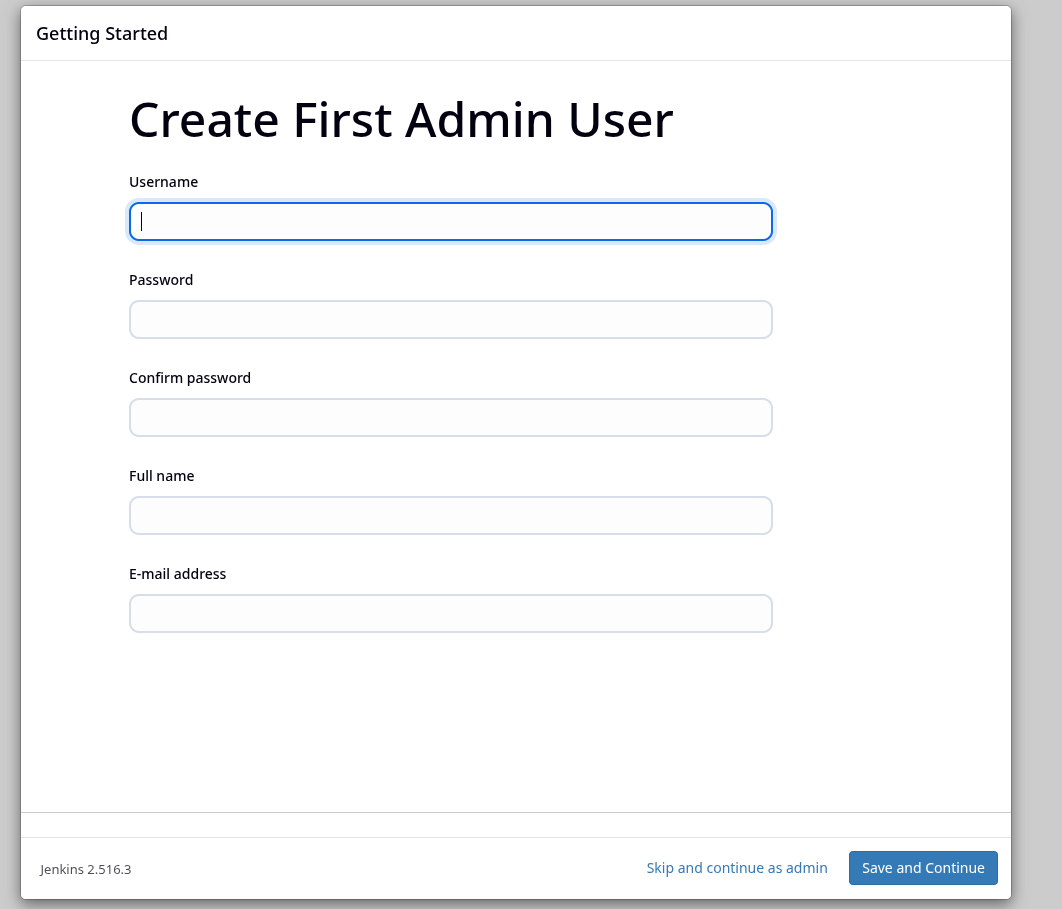 Getting Started
Create First Admin User
Username
Password
Confirm password
Full name
E-mail address
Jenkins 2.516.3
Skip and continue as admin
Save and Continue